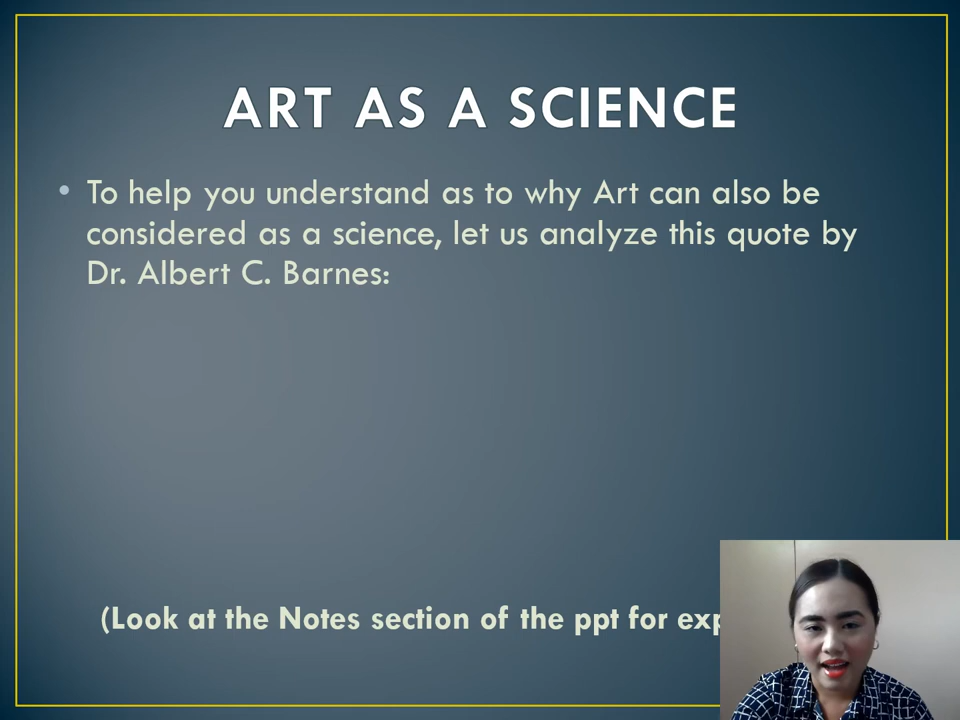 ART AS A SCIENCE
• To help you understand as to why Art can also be
considered as a science, let us analyze this quote by
Dr. Albert C. Barnes:
(Look at the Notes section of the ppt for